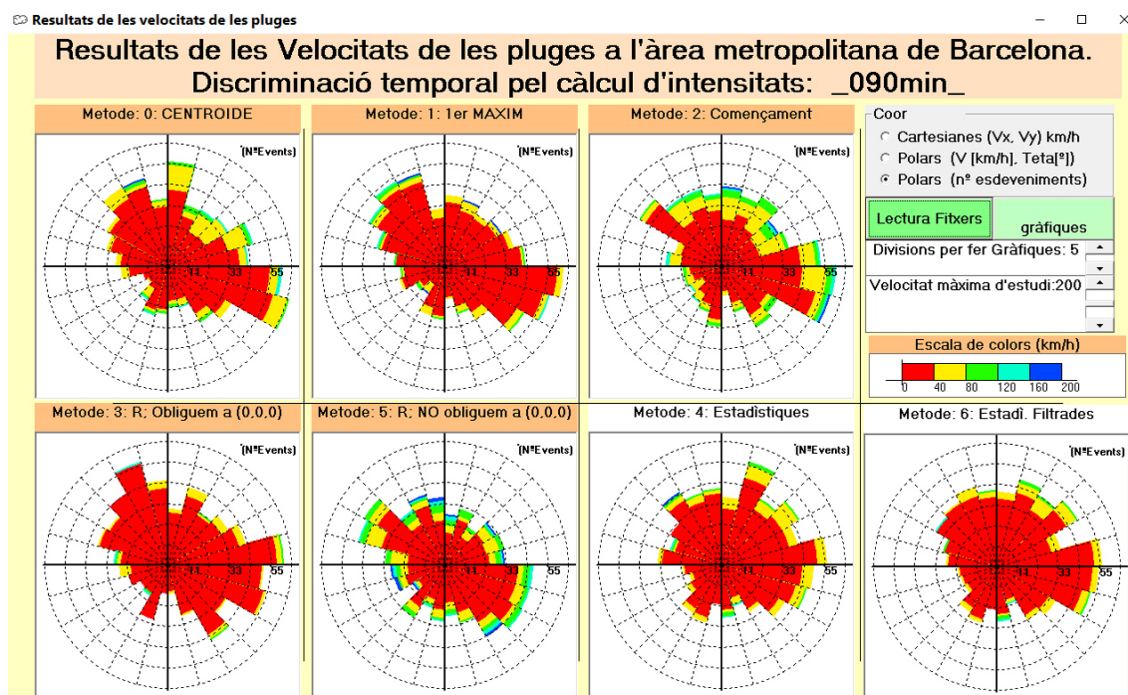 Resultats de les velocitats de les pluges
Resultats de les Velocitats de les pluges a l'àrea metropolitana de Barcelona.
Discriminació temporal pel càlcul d'intensitats: _090min_
Metode: 0: CENTROIDE
Metode: 1: 1er MAXIM
Metode: 2: Començament
Coor
Cartesianes (Vx, Vy) km/h
Polars (V [km/h], Teta[º])
Polars (nº esdeveniments)
Lectura Fitxers
gràfiques
Divisions per fer Gràfiques: 5
Velocitat màxima d'estudi:200
Escala de colors (km/h)
0 40 80 120 160 200
(NºEvents)
11 33 55
(NºEvents)
11 33 55
(NºEvents)
11 33 55
Metode: 3: R; Obliguem a (0,0,0)
Metode: 5: R; NO obliguem a (0,0,0)
Metode: 4: Estadìstiques
Metode: 6: Estadì. Filtrades
(NºEvents)
11 33 55
(NºEvents)
11 33 55
(NºEvents)
11 33 55
(NºEvents)
11 33 55